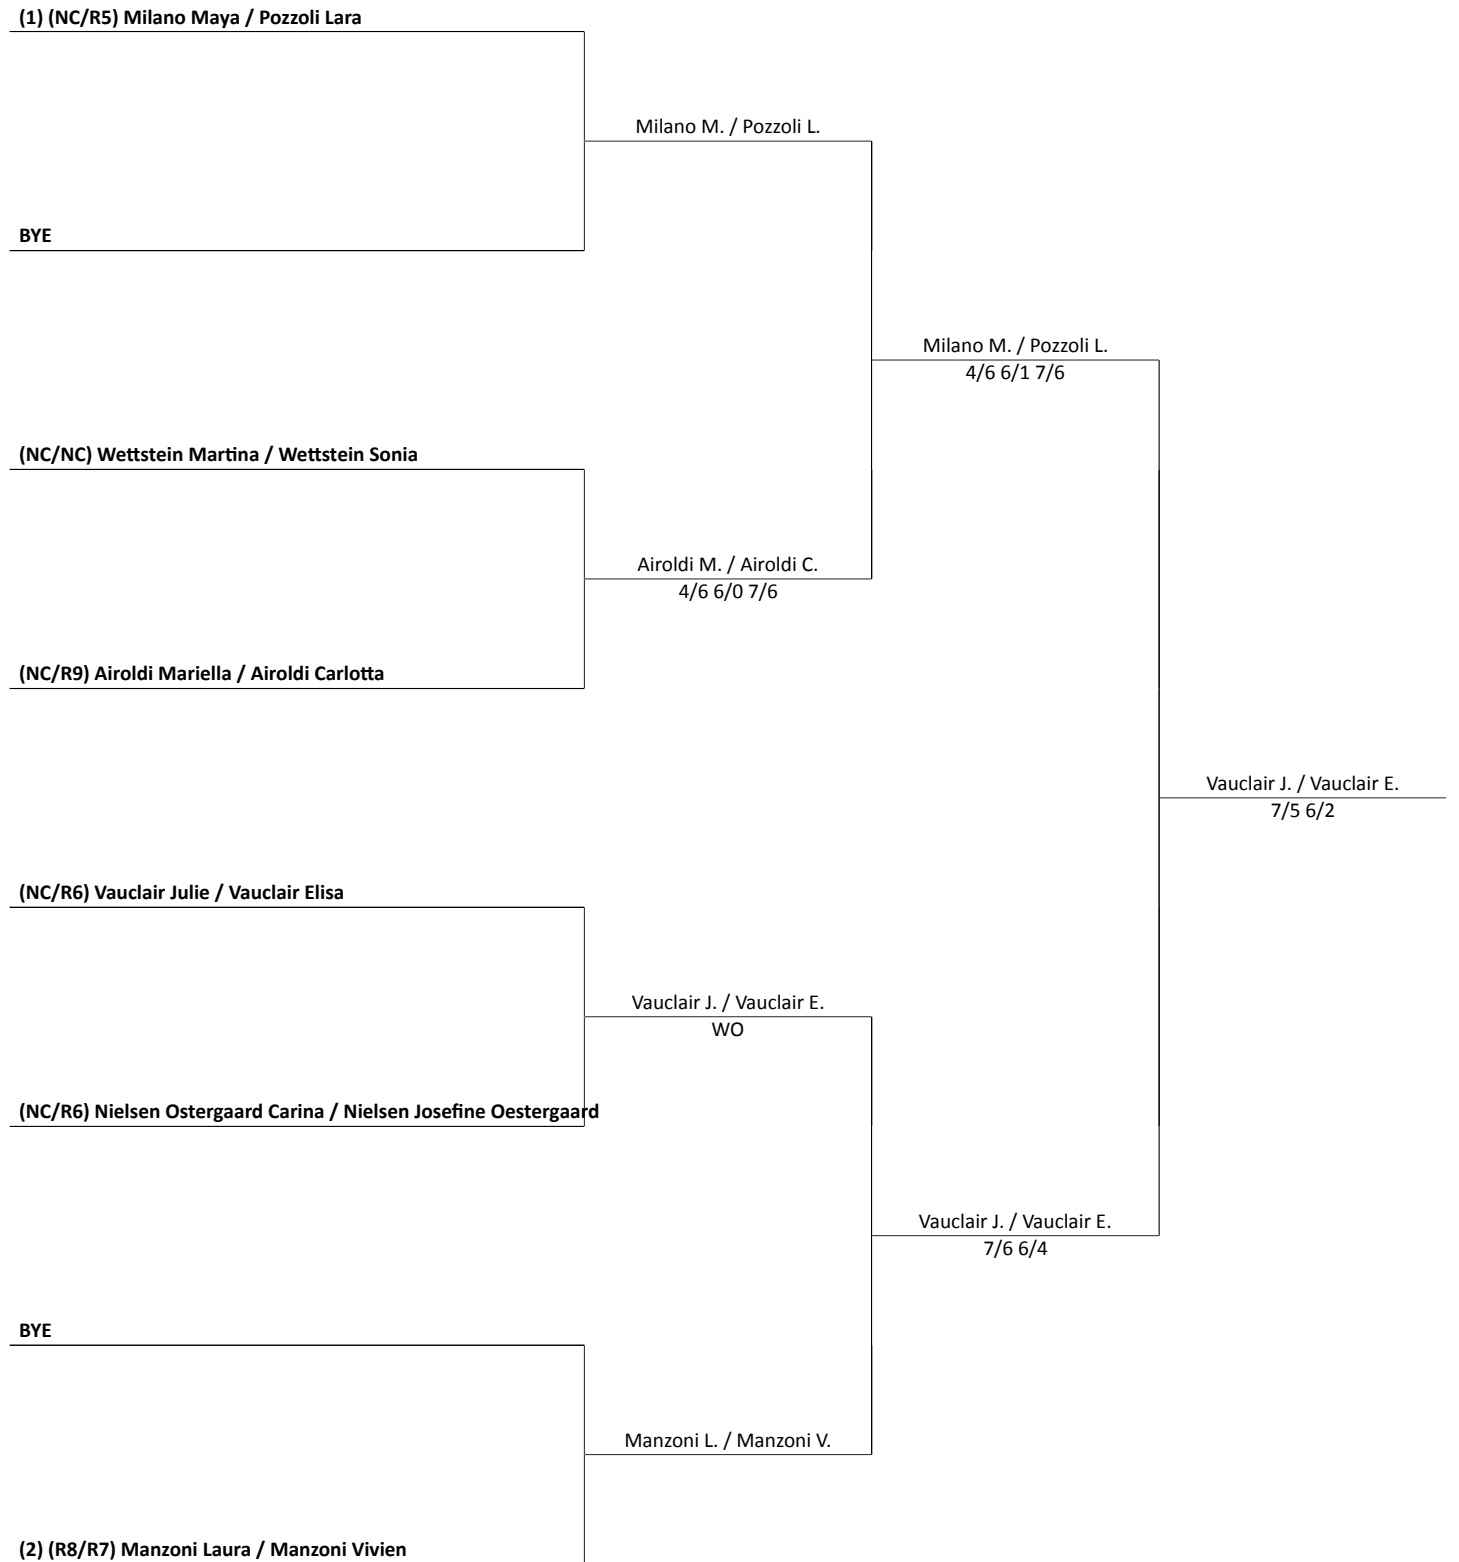 (1) (NC/R5) Milano Maya / Pozzoli Lara
Milano M. / Pozzoli L.
BYE
Milano M. / Pozzoli L.
4/6 6/1 7/6
(NC/NC) Wettstein Martina / Wettstein Sonia
Airoldi M. / Airoldi C.
4/6 6/0 7/6
(NC/R9) Airoldi Mariella / Airoldi Carlotta
Vauclair J. / Vauclair E.
7/5 6/2
(NC/R6) Vauclair Julie / Vauclair Elisa
Vauclair J. / Vauclair E.
WO
(NC/R6) Nielsen Ostergaard Carina / Nielsen Josefine Oestergaard
Vauclair J. / Vauclair E.
7/6 6/4
BYE
Manzoni L. / Manzoni V.
(2) (R8/R7) Manzoni Laura / Manzoni Vivien